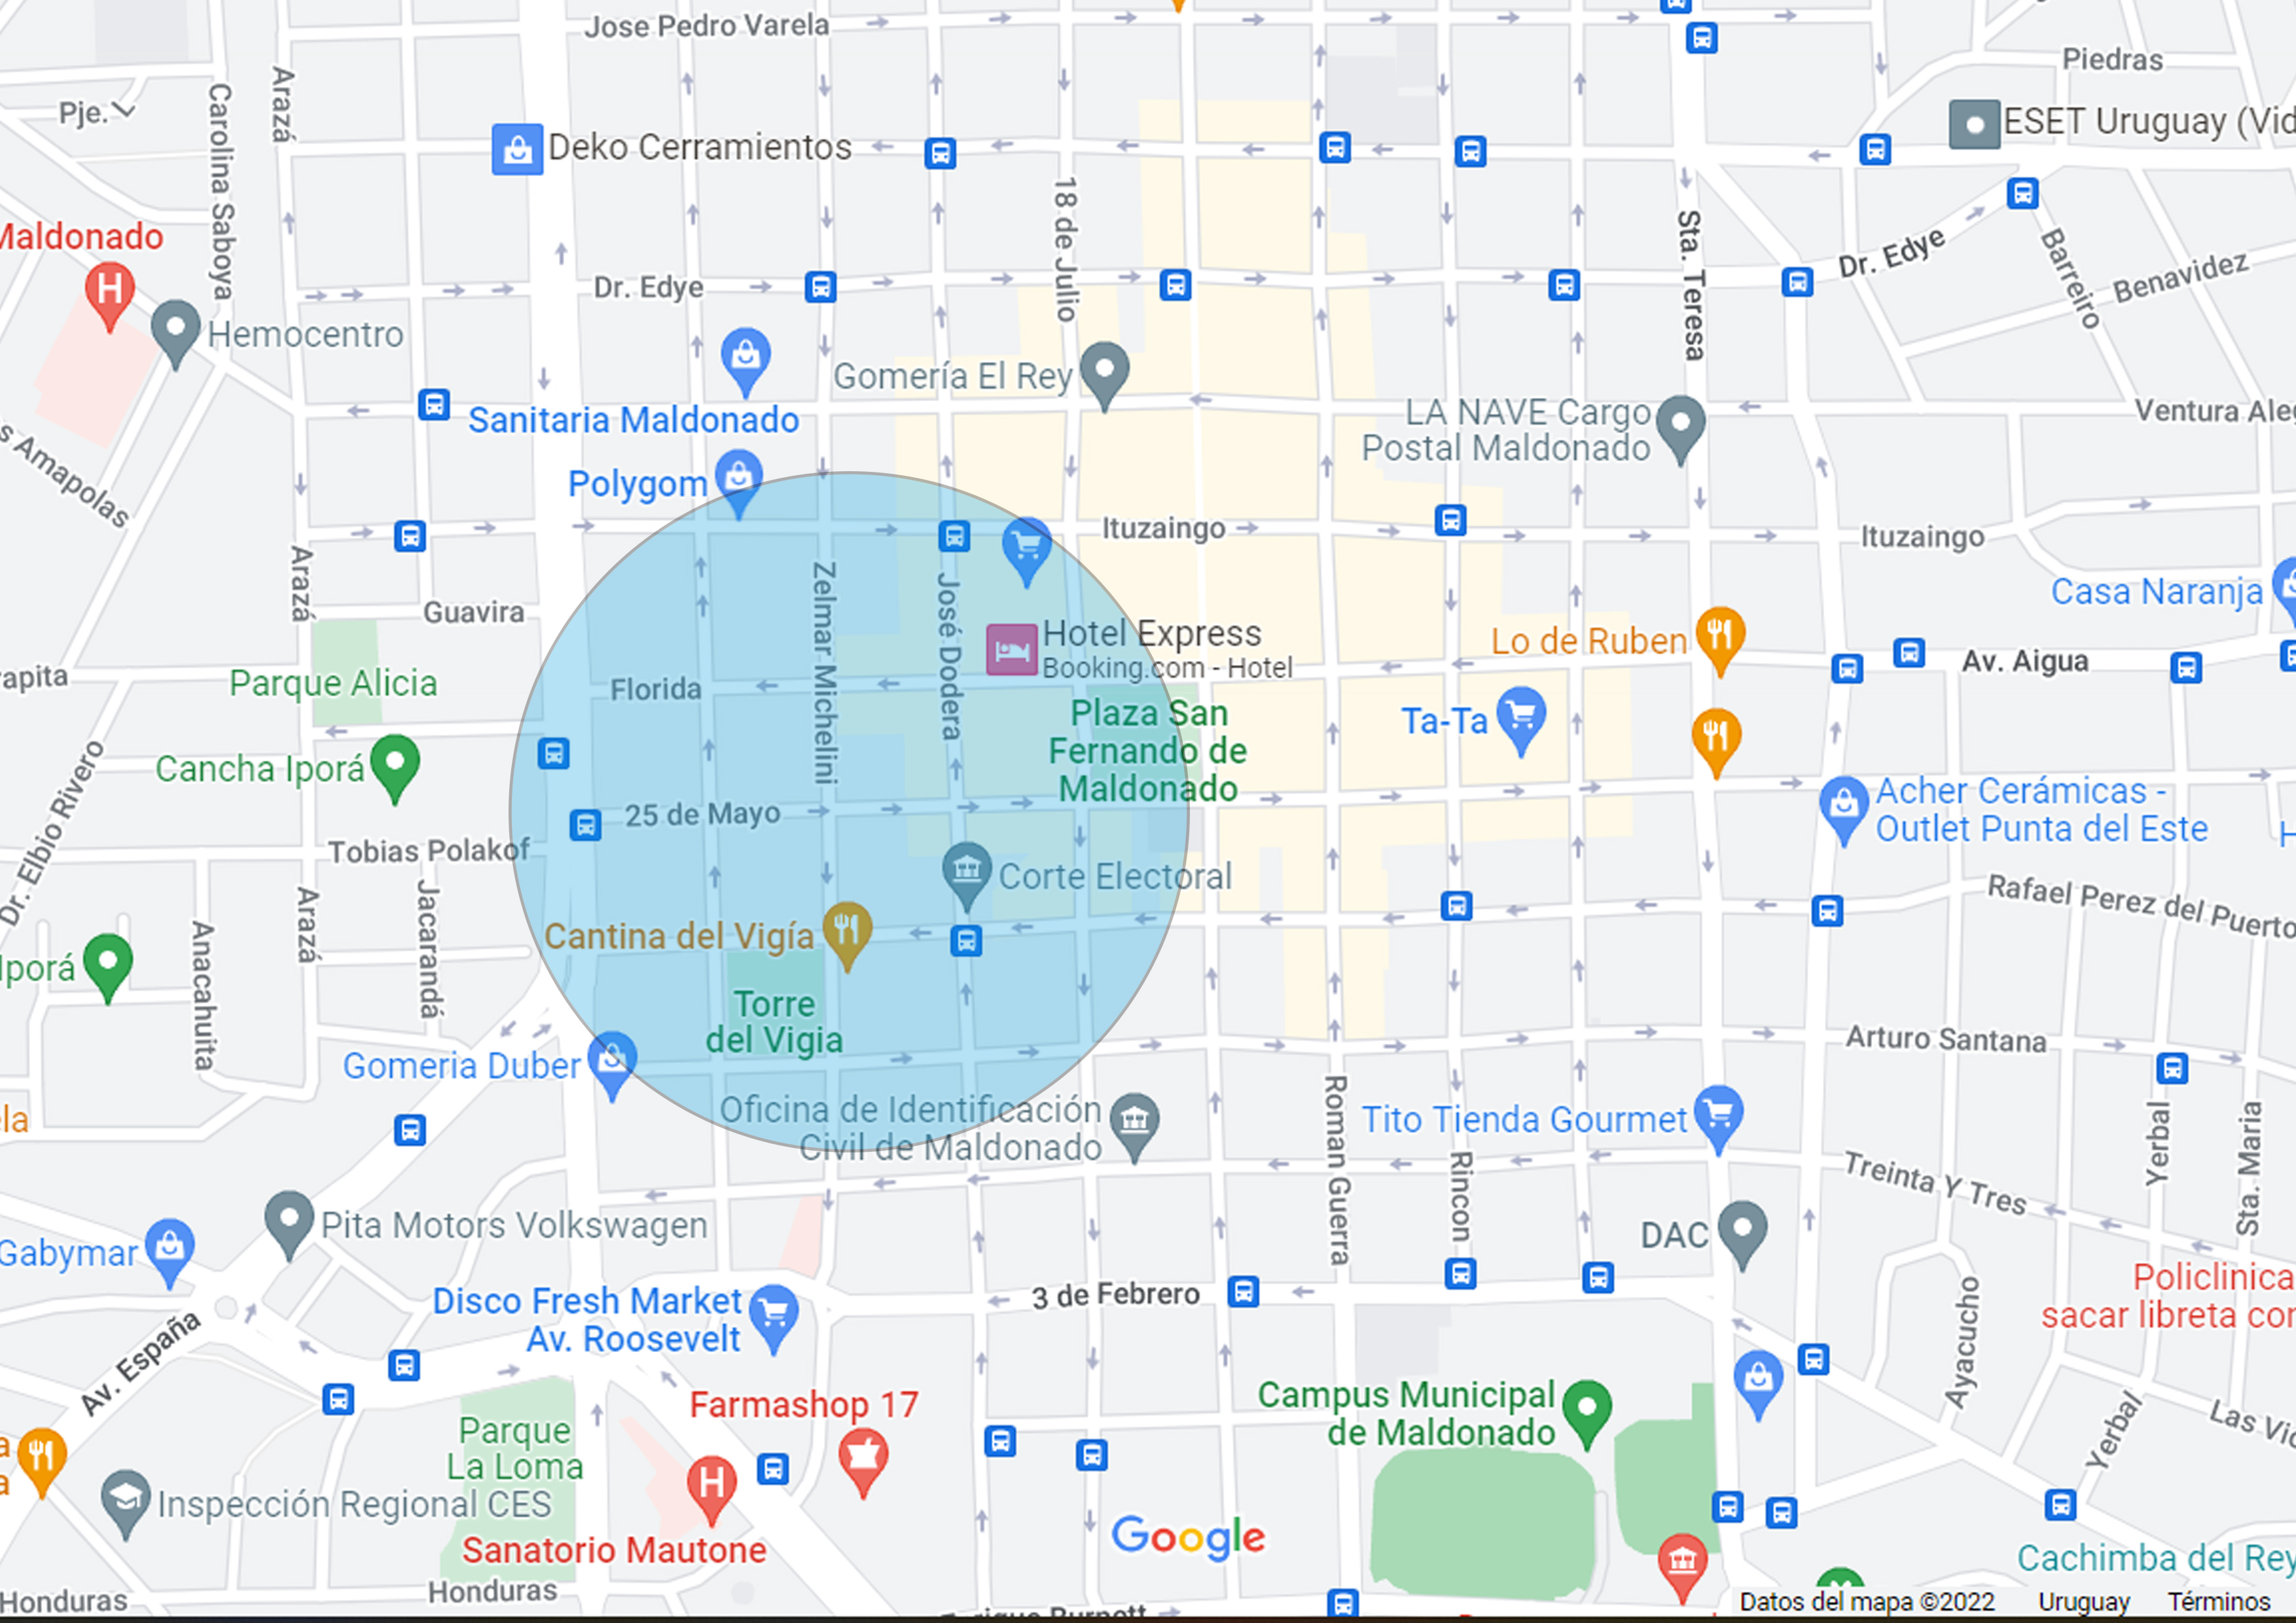 Jose Pedro Varela
Piedras
Pje.
Arazá
Carolina Saboya
Deko Cerramientos
ESET Uruguay (Vid
18 de Julio
Sta. Teresa
Maldonado
H
Hemocentro
Dr. Edye
Dr. Edye
Barreiro
Benavidez
Gomería El Rey
Sanitaria Maldonado
LA NAVE Cargo
Postal Maldonado
Ventura Ale
s Amapolas
Polygom
Ituzaingo
Ituzaingo
Arazá
Zelmar Michelini
José Dodera
Guavira
Casa Naranja
Hotel Express
Booking.com - Hotel
Lo de Ruben
Av. Aigua
apita
Parque Alicia
Florida
Plaza San
Fernando de
Maldonado
Ta-Ta
Cancha Iporá
Dr. Elbio Rivero
25 de Mayo
Acher Cerámicas -
Outlet Punta del Este
H
Tobias Polakof
Arazá
Jacarandá
Anacahuita
Corte Electoral
Rafael Perez del Puerto
Cantina del Vigía
Iporá
Torre
del Vigia
Arturo Santana
Gomeria Duber
Oficina de Identificación
Civil de Maldonado
Roman Guerra
Rincon
Tito Tienda Gourmet
Yerbal
Sta. Maria
ela
Treinta Y Tres
Pita Motors Volkswagen
DAC
Gabymar
Policlinica
sacar libreta con
Disco Fresh Market
Av. Roosevelt
3 de Febrero
Av. España
Ayacucho
Farmashop 17
Campus Municipal
de Maldonado
Yerbal
Las Vio
Parque
La Loma
H
a
a
Inspección Regional CES
Sanatorio Mautone
Google
Cachimba del Rey
Honduras
Honduras
Enrique Burnett
Datos del mapa ©2022 Uruguay Términos